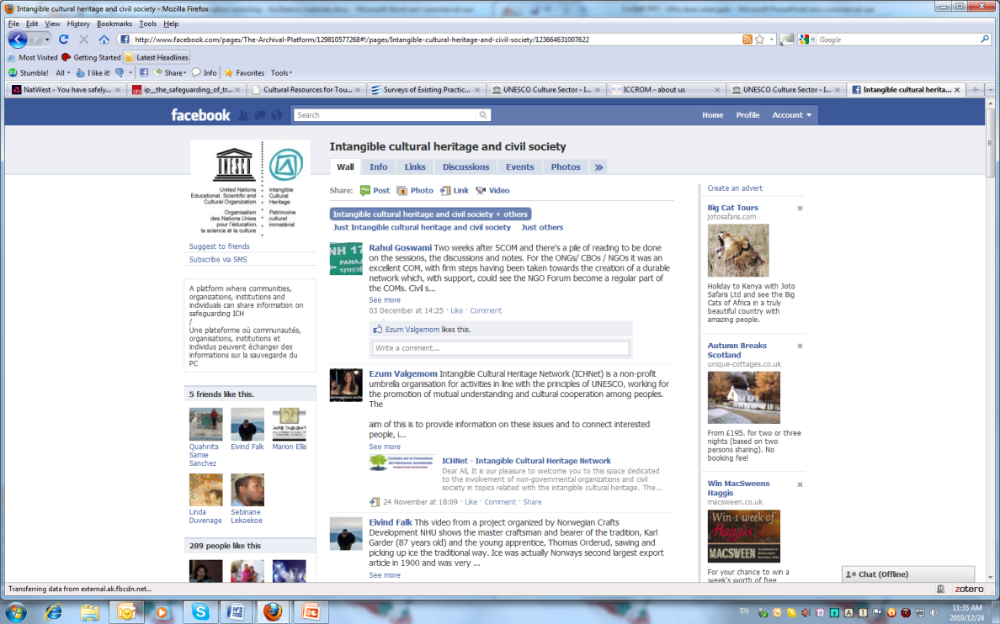 Intangible cultural heritage and civil society - Mozilla Firefox
File Edit View History Bookmarks Tools Help
http://www.facebook.com/pages/The-Archival-Platform/129810577268#!/pages/Intangible-cultural-heritage-and-civil-society/123664631007622
Google
Most Visited Getting Started Latest Headlines
Stumble! All I like it! Share Info Favorites Tools
NatWest - You have safely... ip__the_safeguarding_of_tr... Cultural Resources for Tou... Surveys of Existing Practic... UNESCO Culture Sector - I... ICCROM - about us UNESCO Culture Sector - I... Intangible cultural herita...
facebook Search Home Profile Account
UNESCO
United Nations
Educational, Scientific and
Cultural Organization
Intangible
Cultural
Heritage
Organisation
des Nations Unies
pour l'éducation,
la science et la culture
Patrimoine
culturel
immatériel
Suggest to friends
Subscribe via SMS
A platform where communities,
organizations, institutions and
individuals can share information on
safeguarding ICH
/
Une plateforme où communautés,
organisations, institutions et
individus peuvent échanger des
informations sur la sauvegarde du
PC
5 friends like this.
Quahnita
Samie
Sanchez
Eivind Falk
Marion Ellis
Linda
Duvenage
Sebinane
Lekoekoe
289 people like this
Intangible cultural heritage and civil society
Wall Info Links Discussions Events Photos »
Share: Post Photo Link Video
Intangible cultural heritage and civil society + others
Just Intangible cultural heritage and civil society Just others
NH 17
PANAJ
Rahul Goswami Two weeks after 5COM and there's a pile of reading to be done
on the sessions, the discussions and notes. For the ONGs/ CBOs / NGOs it was an
excellent COM, with firm steps having been taken towards the creation of a durable
network which, with support, could see the NGO Forum become a regular part of
the COMs. Civil s...
See more
03 December at 14:25 · Like · Comment
Ezum Valgemom likes this.
Write a comment...
Ezum Valgemom Intangible Cultural Heritage Network (ICHNet) is a non-profit
umbrella organisation for activities in line with the principles of UNESCO, working for
the promotion of mutual understanding and cultural cooperation among peoples.
The
aim of this is to provide information on these issues and to connect interested
people, i...
See more
ICHNet - Intangible Cultural Heritage Network
Dear All, It is our pleasure to welcome you to this space dedicated
to the involvement of non-governmental organizations and civil
society in topics related with the intangible cultural heritage. The...
24 November at 18:09 · Like · Comment · Share
Eivind Falk This video from a project organized by Norwegian Crafts
Development NHU shows the master craftsman and bearer of the tradition, Karl
Garder (87 years old) and the young apprentice, Thomas Orderud, sawing and
picking up ice the traditional way. Ice was actually Norways second largest export
article in 1900 and was very ...
See more
Create an advert
Big Cat Tours
jotosafaris.com
Holiday to Kenya with Joto
Safaris Ltd and see the Big
Cats of Africa in a truly
beautiful country with
amazing people.
Autumn Breaks
Scotland
unique-cottages.co.uk
From £195. for two or three
nights (based on two
persons sharing). No
booking fee!
Win MacSweens
Haggis
macsween.co.uk
Win 1 week of
Haggis
MACSWEEN
For your chance to win a
week's worth of free
Chat (Offline)
Transferring data from external.ak.fbcdn.net...
zotero
EN
11:35 AM
2010/12/24